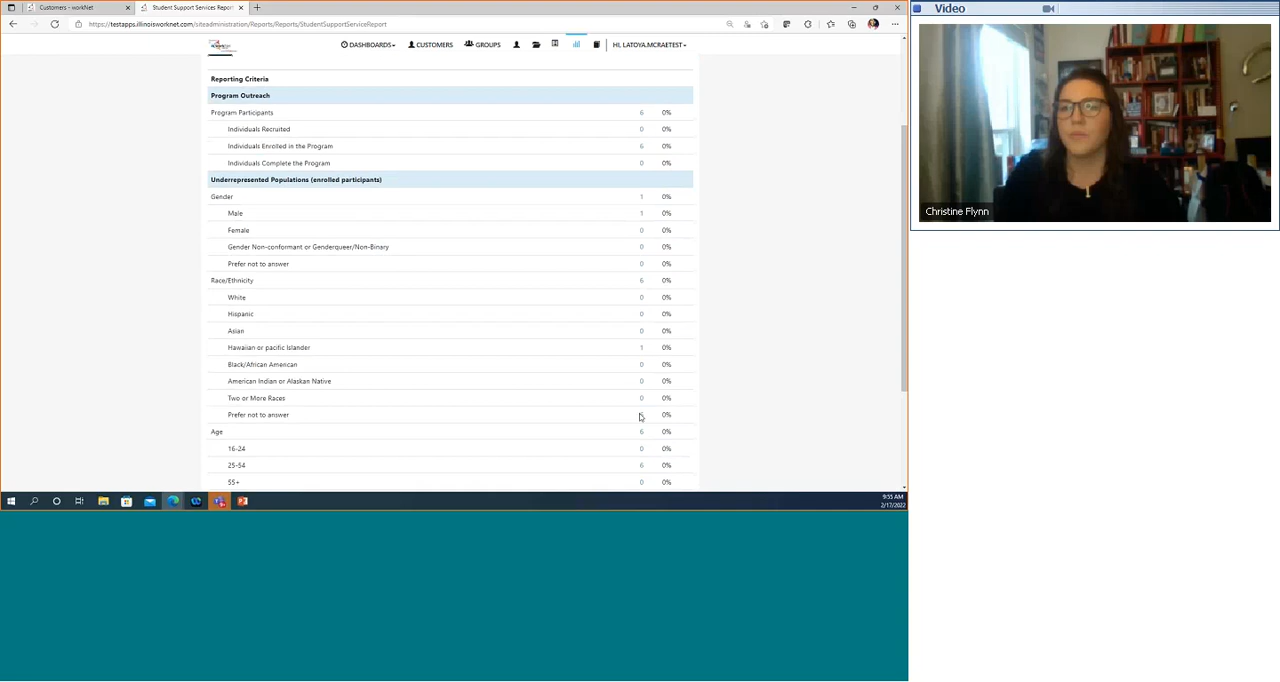 Customers - workNet
Student Support Services Report
https://testapps.illinoisworknet.com/siteadministration/Reports/Reports/StudentSupportServiceReport
DASHBOARDS CUSTOMERS GROUPS HI, LATOYA.MCRAETEST
Reporting Criteria
Program Outreach
Program Participants 6 0%
Individuals Recruited 0 0%
Individuals Enrolled in the Program 6 0%
Individuals Complete the Program 0 0%
Underrepresented Populations (enrolled participants)
Gender 1 0%
Male 1 0%
Female 0 0%
Gender Non-conformant or Genderqueer/Non-Binary 0 0%
Prefer not to answer 0 0%
Race/Ethnicity 6 0%
White 0 0%
Hispanic 0 0%
Asian 0 0%
Hawaiian or pacific Islander 1 0%
Black/African American 0 0%
American Indian or Alaskan Native 0 0%
Two or More Races 0 0%
Prefer not to answer 0%
Age 6 0%
16-24 0 0%
25-54 6 0%
55+ 0 0%
9:55 AM
2/17/2022
Video
Christine Flynn